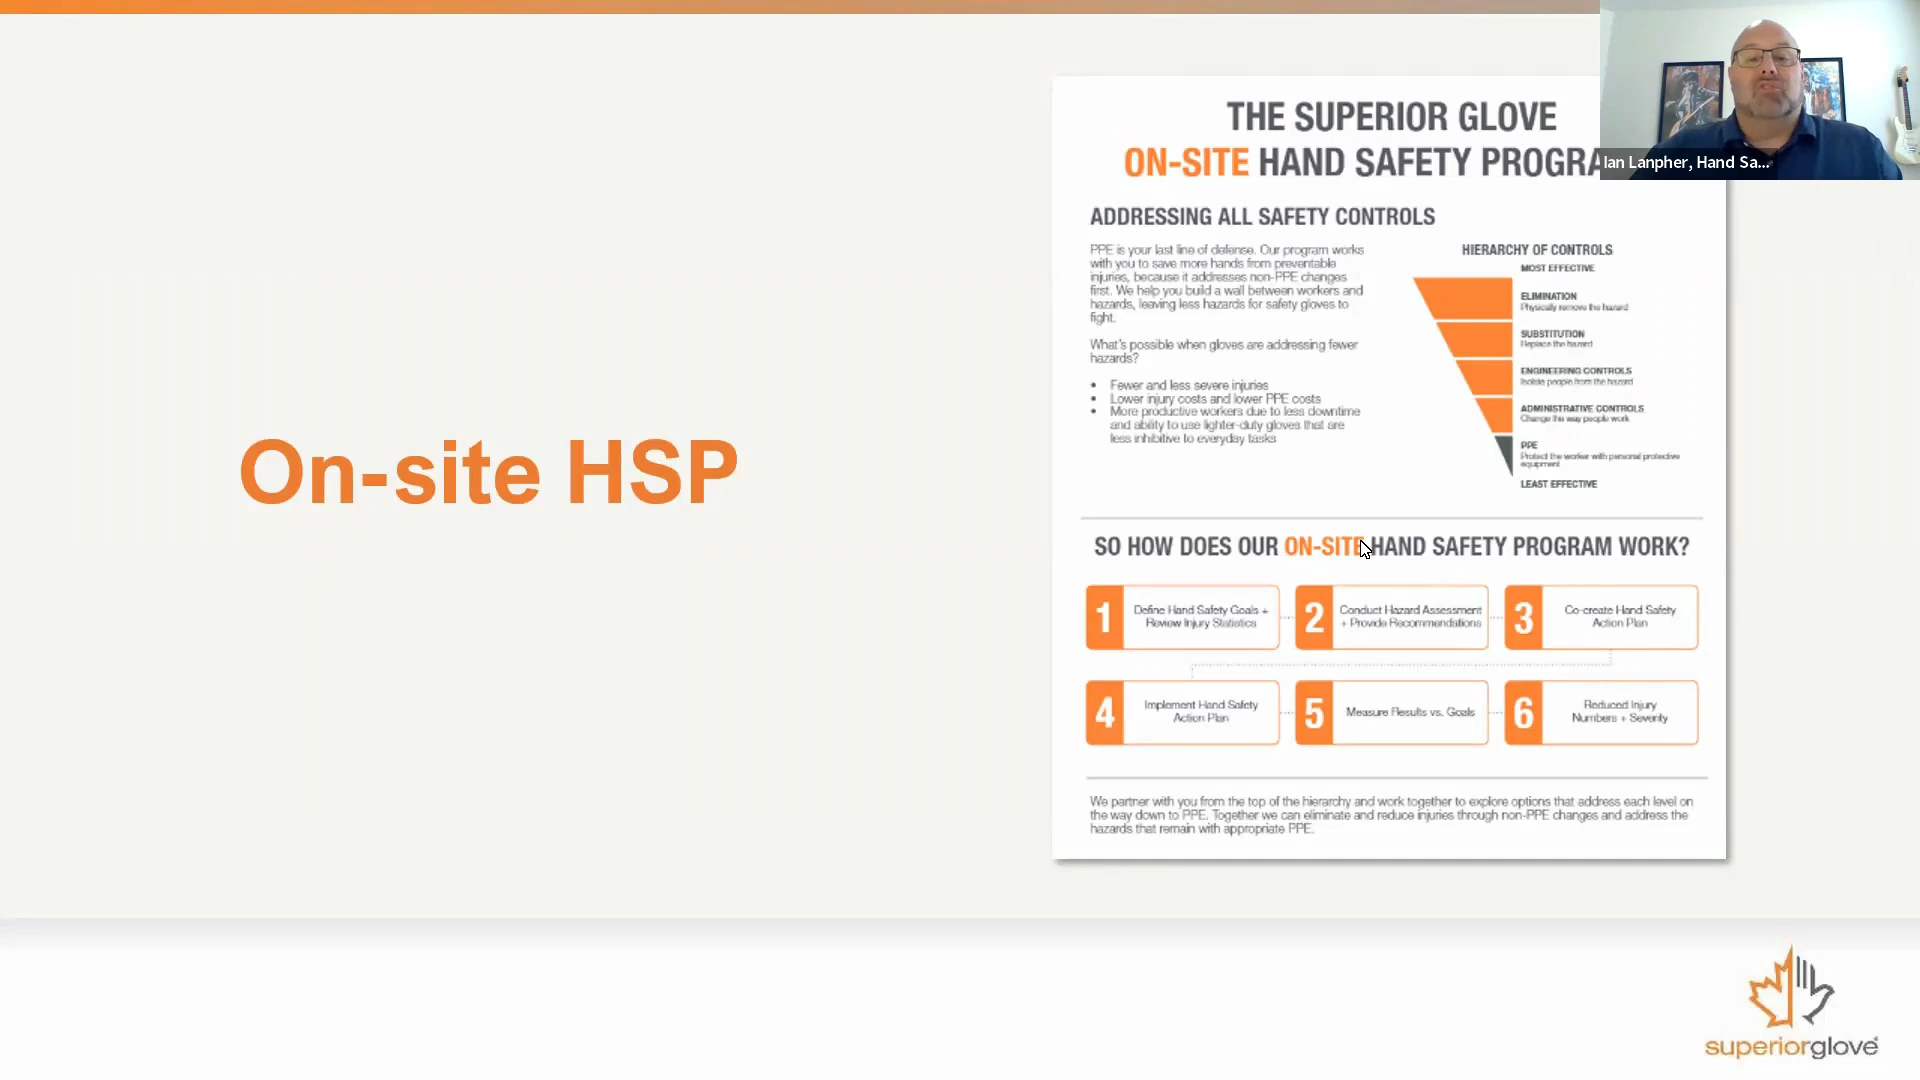 On-site HSP
THE SUPERIOR GLOVE
ON-SITE HAND SAFETY PROGRA
Ian Lanpher, Hand Sa...
ADDRESSING ALL SAFETY CONTROLS
PPE is your last line of defense. Our program works
with you to save more hands from preventable
injuries, because it addresses non-PPE changes
first. We help you build a wall between workers and
hazards, leaving less hazards for safety gloves to
fight.
What's possible when gloves are addressing fewer
hazards?
• Fewer and less severe injuries
• Lower injury costs and lower PPE costs
• More productive workers due to less downtime
and ability to use lighter-duty gloves that are
less inhibitive to everyday tasks
HIERARCHY OF CONTROLS
MOST EFFECTIVE
ELIMINATION
Physically remove the hazard
SUBSTITUTION
Replace the hazard
ENGINEERING CONTROLS
Isolate people from the hazard
ADMINISTRATIVE CONTROLS
Change the way people work
PPE
Protect the worker with personal protective
equipment
LEAST EFFECTIVE
SO HOW DOES OUR ON-SITE HAND SAFETY PROGRAM WORK?
1
Define Hand Safety Goals +
Review Injury Statistics
2
Conduct Hazard Assessment
+ Provide Recommendations
3
Co-create Hand Safety
Action Plan
4
Implement Hand Safety
Action Plan
5
Measure Results vs. Goals
6
Reduced Injury
Numbers + Severity
We partner with you from the top of the hierarchy and work together to explore options that address each level on
the way down to PPE. Together we can eliminate and reduce injuries through non-PPE changes and address the
hazards that remain with appropriate PPE.
superiorglove